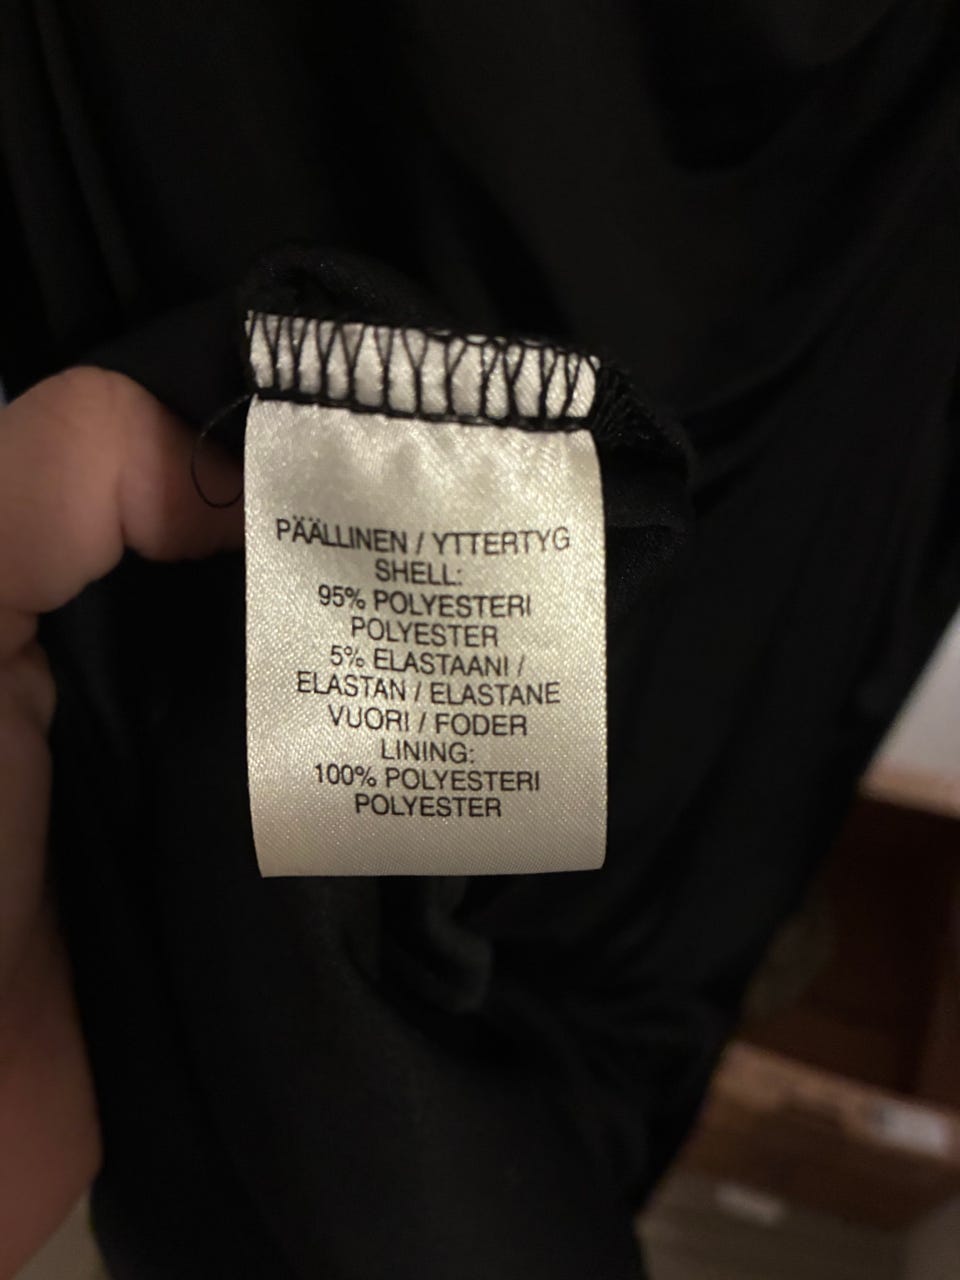 PÄÄLLINEN / YTTERTYG
SHELL:
95% POLYESTERI
POLYESTER
5% ELASTAANI /
ELASTAN / ELASTANE
VUORI / FODER
LINING:
100% POLYESTERI
POLYESTER